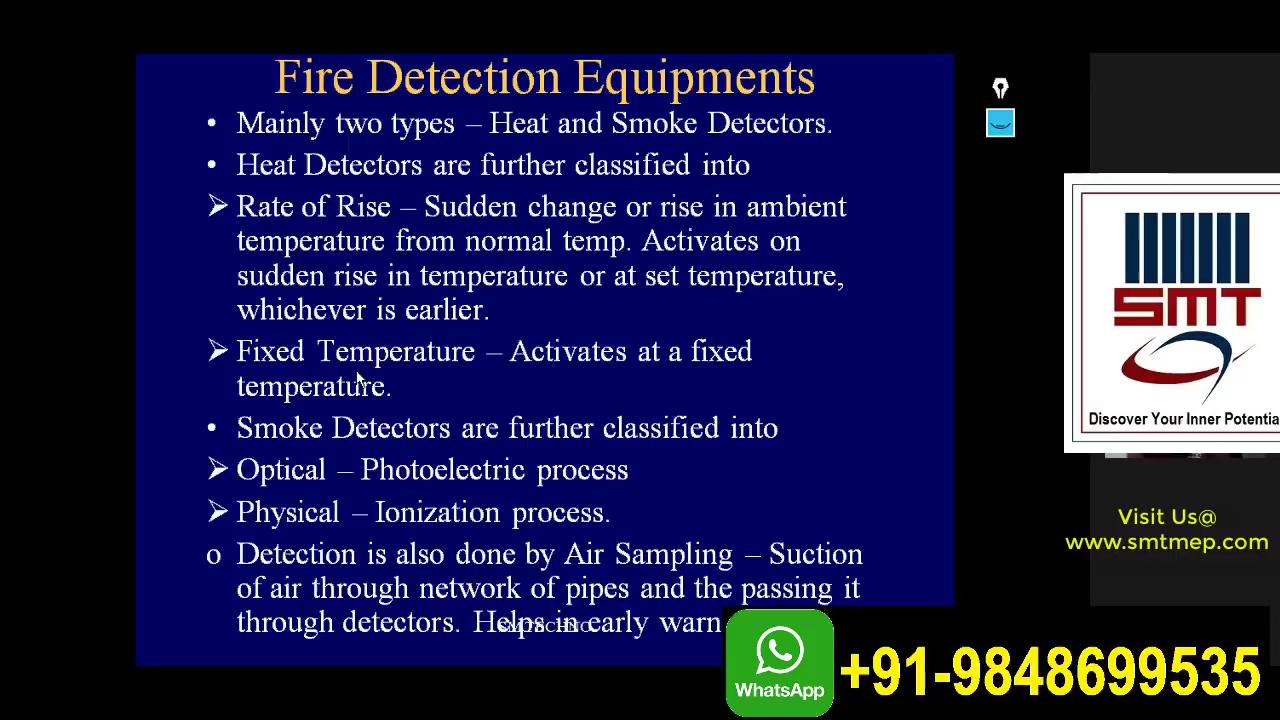 Fire Detection Equipments
• Mainly two types – Heat and Smoke Detectors.
• Heat Detectors are further classified into
➢ Rate of Rise – Sudden change or rise in ambient
temperature from normal temp. Activates on
sudden rise in temperature or at set temperature,
whichever is earlier.
➢ Fixed Temperature – Activates at a fixed
temperature.
• Smoke Detectors are further classified into
➢ Optical – Photoelectric process
➢ Physical – Ionization process.
o Detection is also done by Air Sampling – Suction
of air through network of pipes and the passing it
through detectors. Helps in early warn
SMT
Discover Your Inner Potentia
Visit Us@
www.smtmep.com
WhatsApp
+91-9848699535